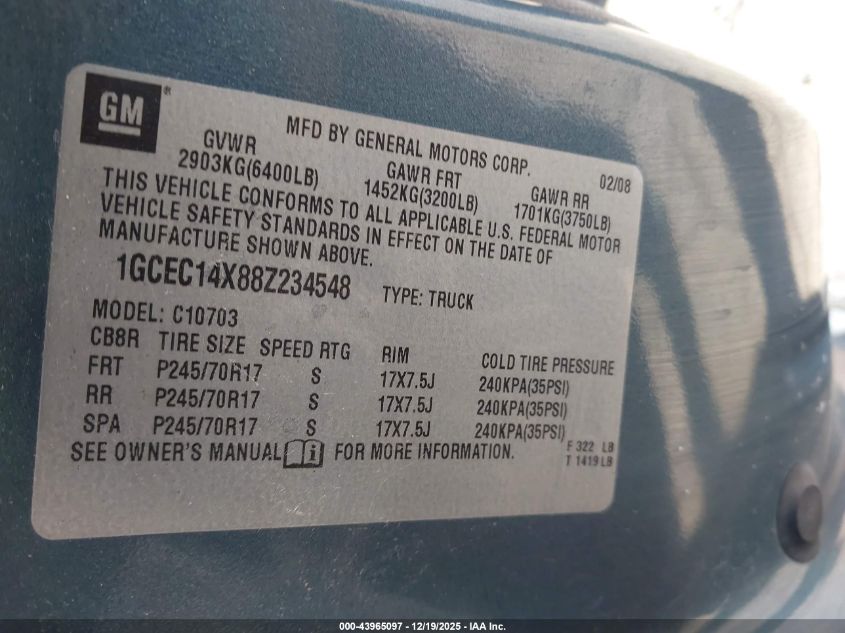 GM ®
MFD BY GENERAL MOTORS CORP. 02/08
GVWR GAWR FRT GAWR RR
2903KG(6400LB) 1452KG(3200LB) 1701KG(3750LB)
THIS VEHICLE CONFORMS TO ALL APPLICABLE U.S. FEDERAL MOTOR
VEHICLE SAFETY STANDARDS IN EFFECT ON THE DATE OF
MANUFACTURE SHOWN ABOVE.
1GCEC14X88Z234548 TYPE: TRUCK
MODEL: C10703
CB8R TIRE SIZE SPEED RTG RIM COLD TIRE PRESSURE
FRT P245/70R17 S 17X7.5J 240KPA(35PSI)
RR P245/70R17 S 17X7.5J 240KPA(35PSI)
SPA P245/70R17 S 17X7.5J 240KPA(35PSI)
SEE OWNER'S MANUAL i FOR MORE INFORMATION.
F 322 LB
T 1419 LB
000-43965097 - 12/19/2025 - IAA Inc.